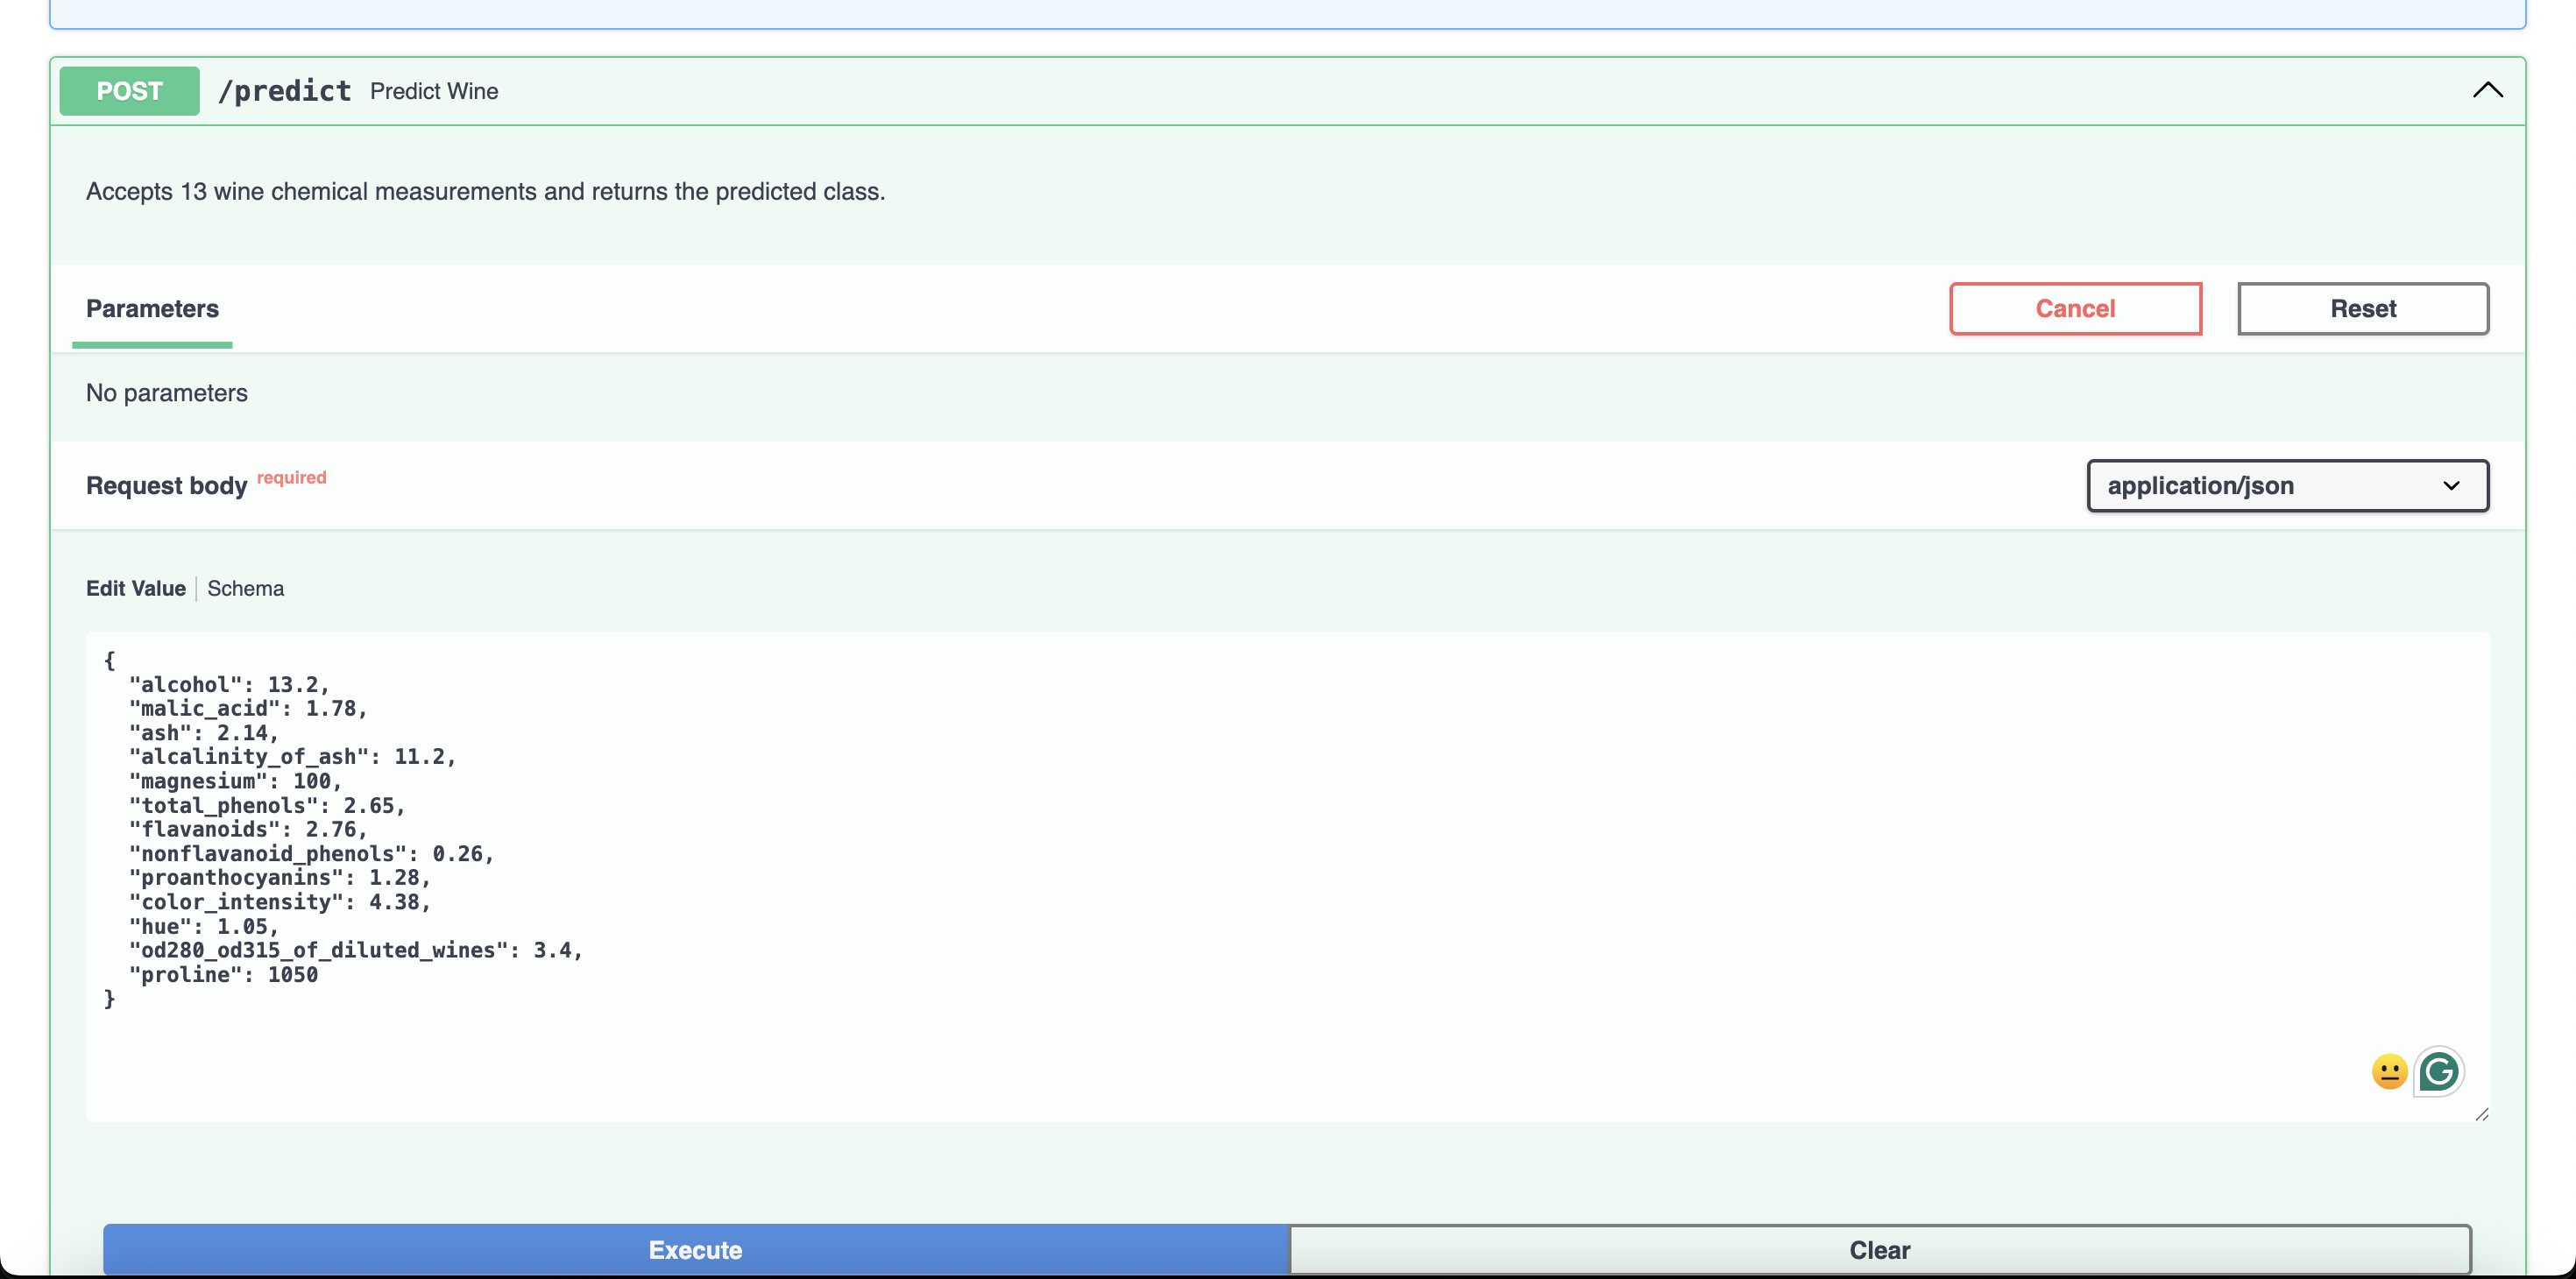 POST /predict Predict Wine
Accepts 13 wine chemical measurements and returns the predicted class.
Parameters
Cancel
Reset
No parameters
Request body required
application/json
Edit Value | Schema
{
  "alcohol": 13.2,
  "malic_acid": 1.78,
  "ash": 2.14,
  "alcalinity_of_ash": 11.2,
  "magnesium": 100,
  "total_phenols": 2.65,
  "flavanoids": 2.76,
  "nonflavanoid_phenols": 0.26,
  "proanthocyanins": 1.28,
  "color_intensity": 4.38,
  "hue": 1.05,
  "od280_od315_of_diluted_wines": 3.4,
  "proline": 1050
}
Execute
Clear